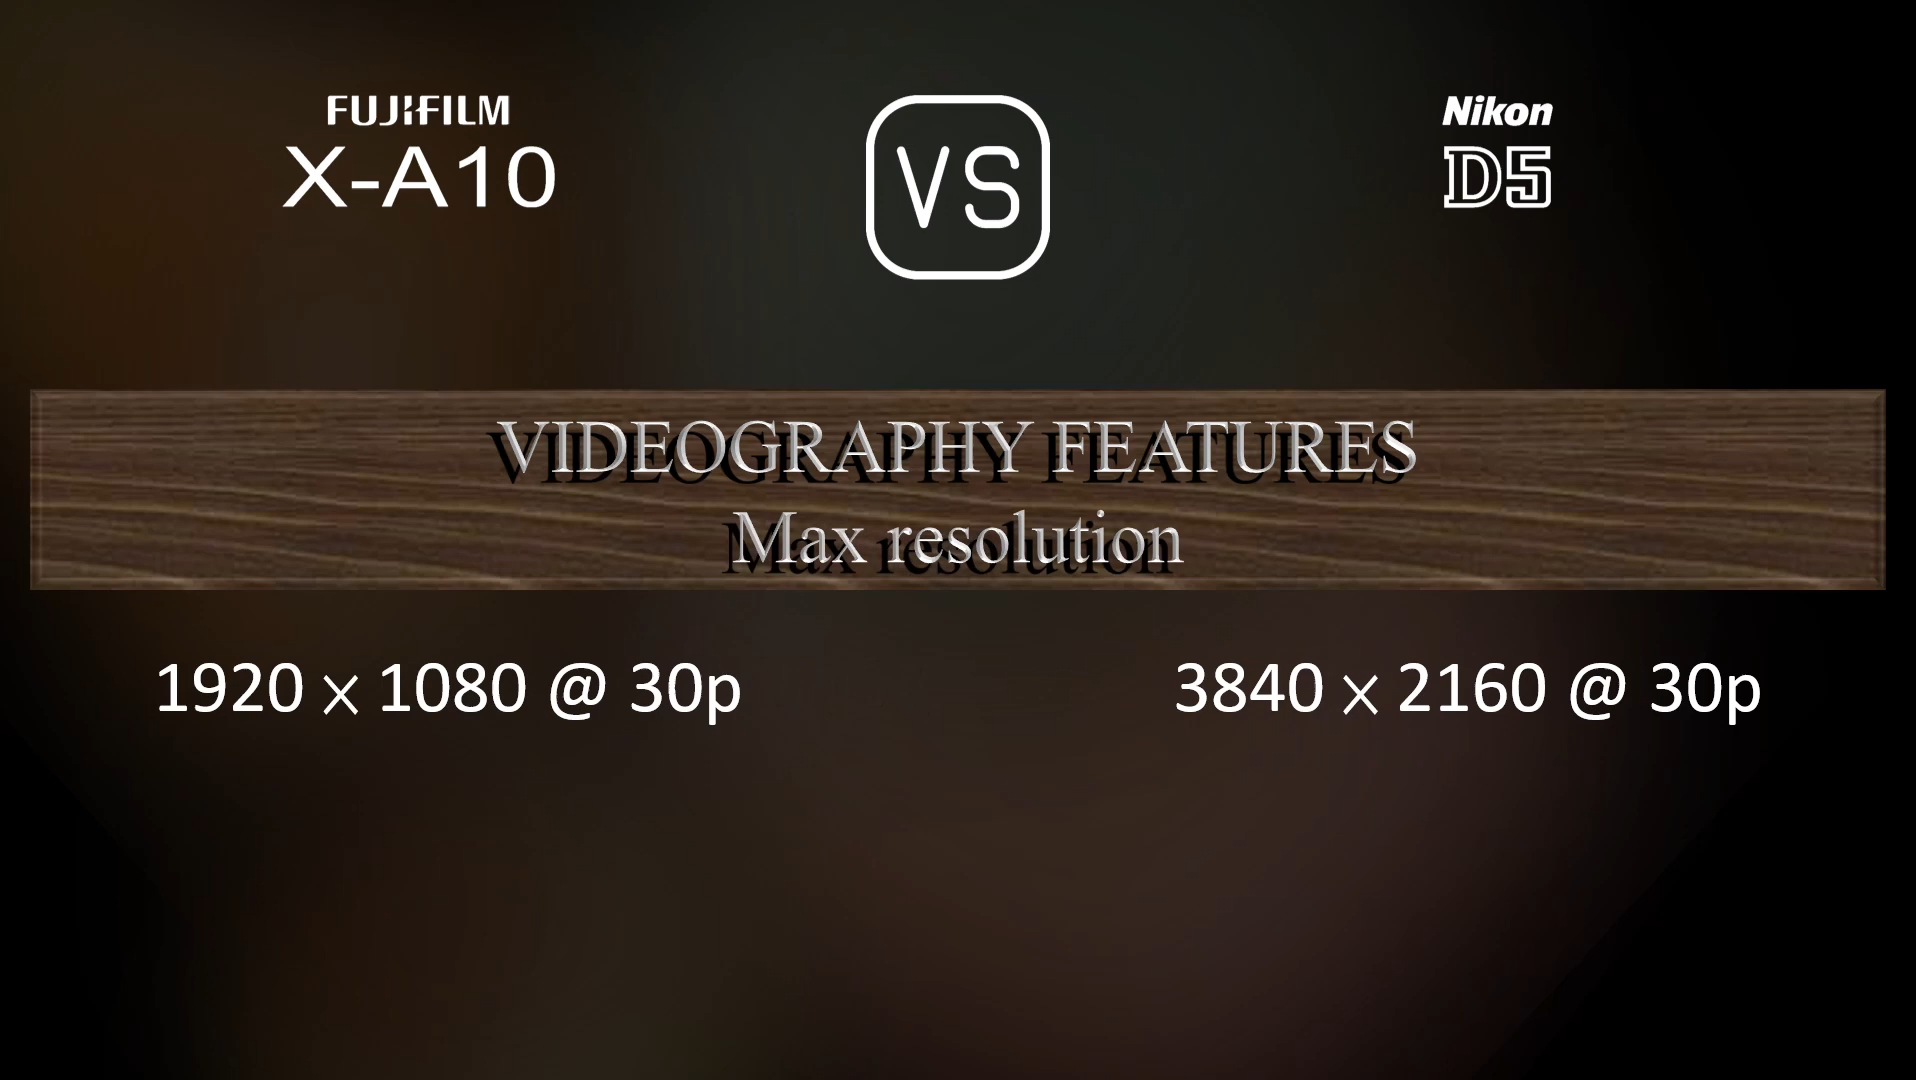 FUJIFILM
X-A10
VS
Nikon
D5
VIDEOGRAPHY FEATURES
Max resolution
1920 x 1080 @ 30p
3840 x 2160 @ 30p